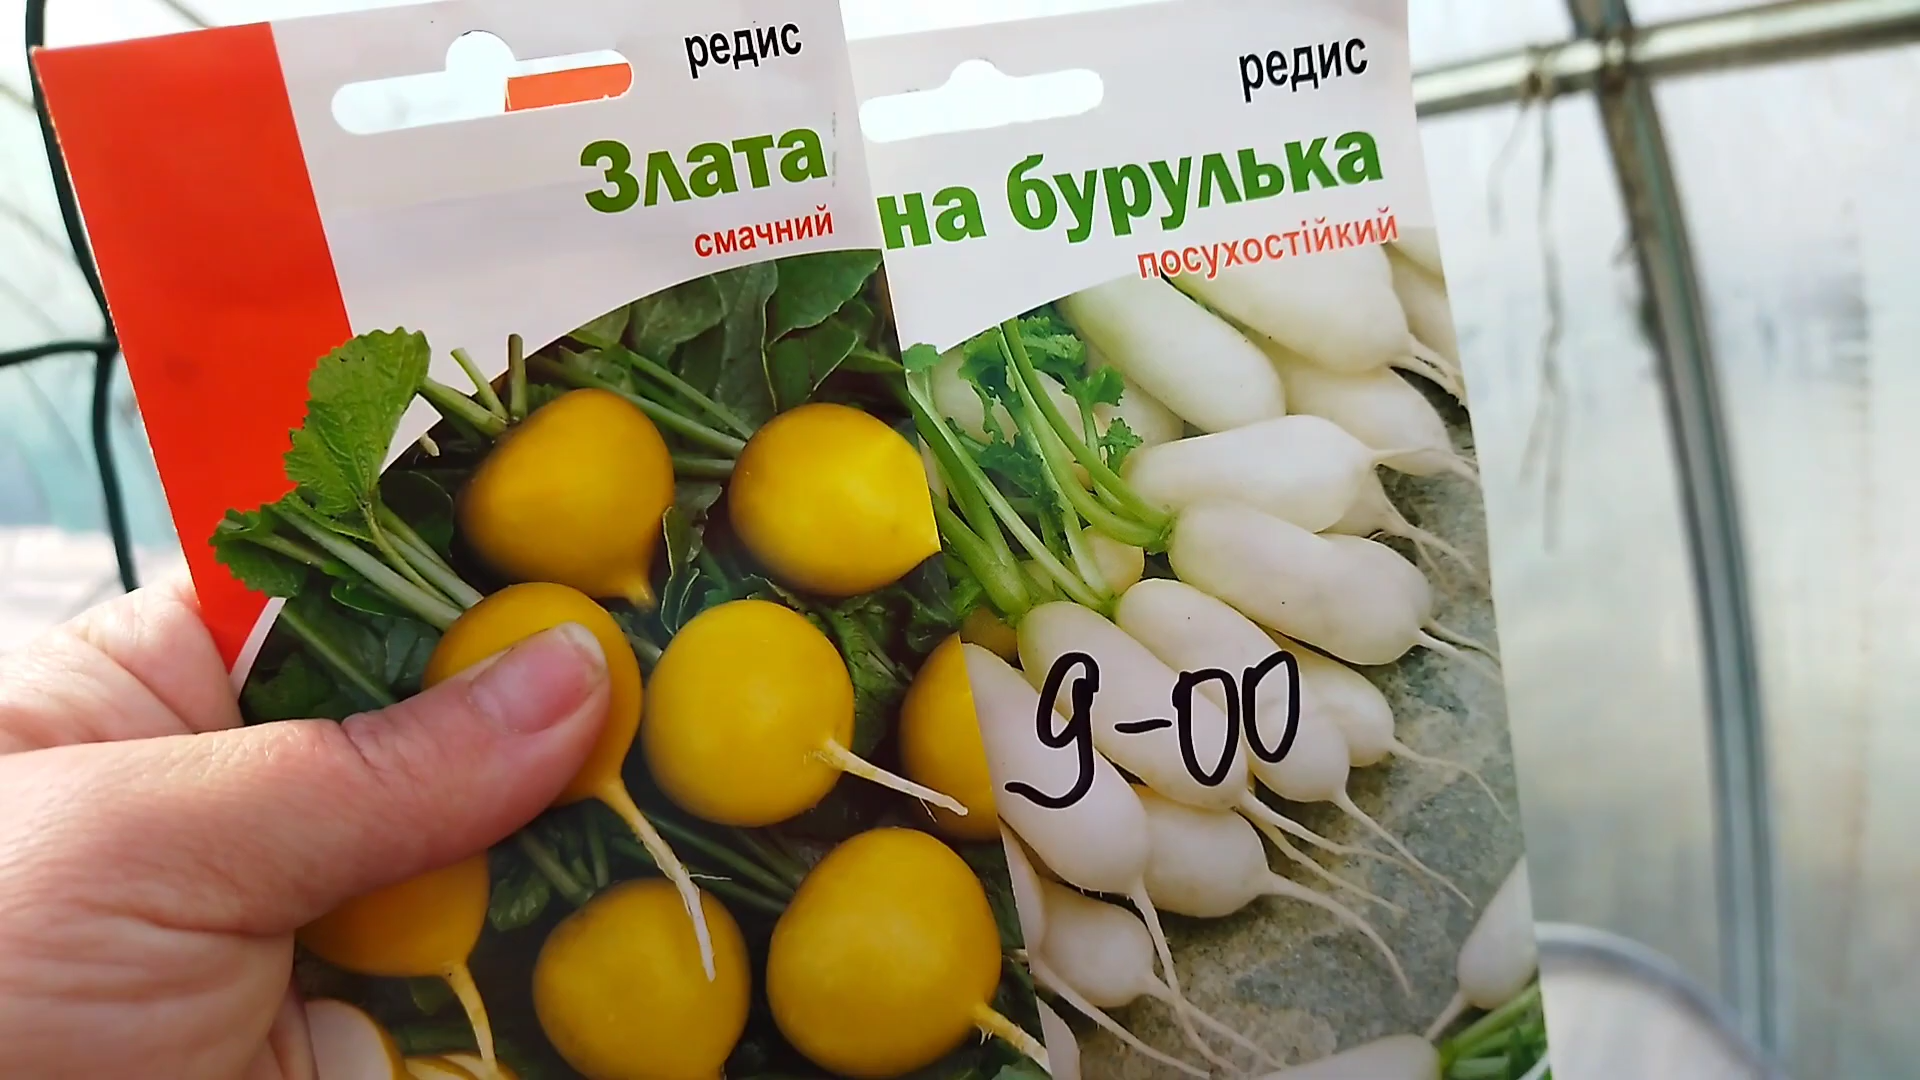 редис
Злата
смачний
редис
на бурулька
посухостійкий
9-00